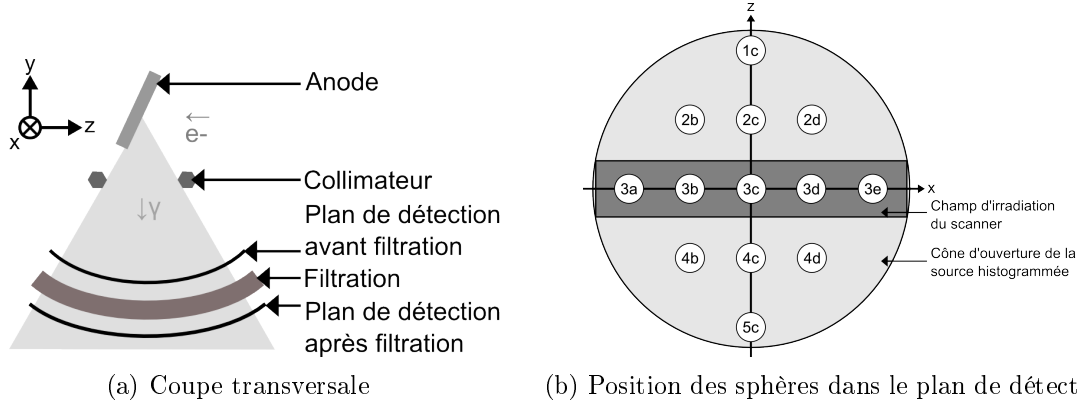 y
z
x
e-
↓γ
Anode
Collimateur
Plan de détection
avant filtration
Filtration
Plan de détection
après filtration
(a) Coupe transversale
z
1c
2b 2c 2d
3a 3b 3c 3d 3e
x
Champ d'irradiation
du scanner
4b 4c 4d
Cône d'ouverture de la
source histogrammée
5c
(b) Position des sphères dans le plan de détect